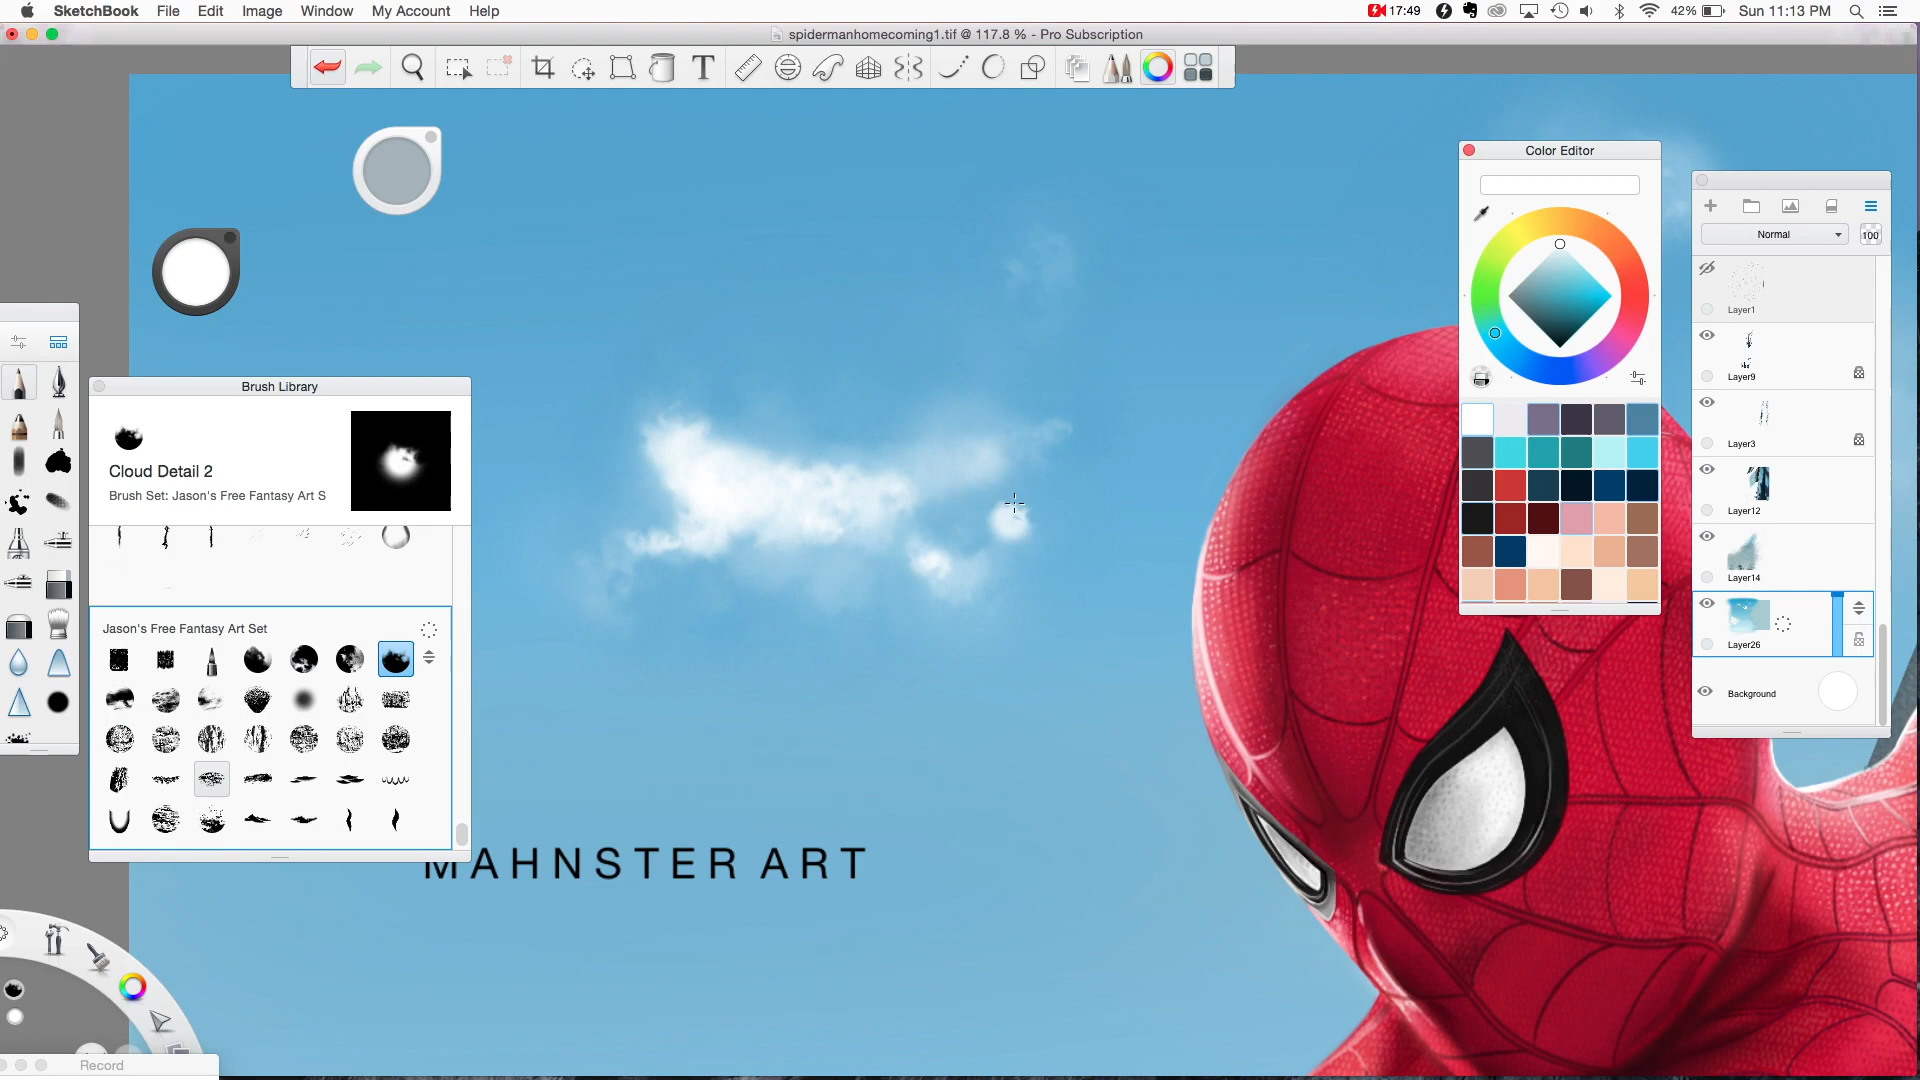 SketchBook File Edit Image Window My Account Help 17:49 42% Sun 11:13 PM
spidermanhomecoming1.tif @ 117.8 % - Pro Subscription
T
Color Editor
Normal 100
Layer1
Layer9
Layer3
Layer12
Layer14
Layer26
Background
Brush Library
Cloud Detail 2
Brush Set: Jason's Free Fantasy Art S
Jason's Free Fantasy Art Set
MAHNSTER ART
Record